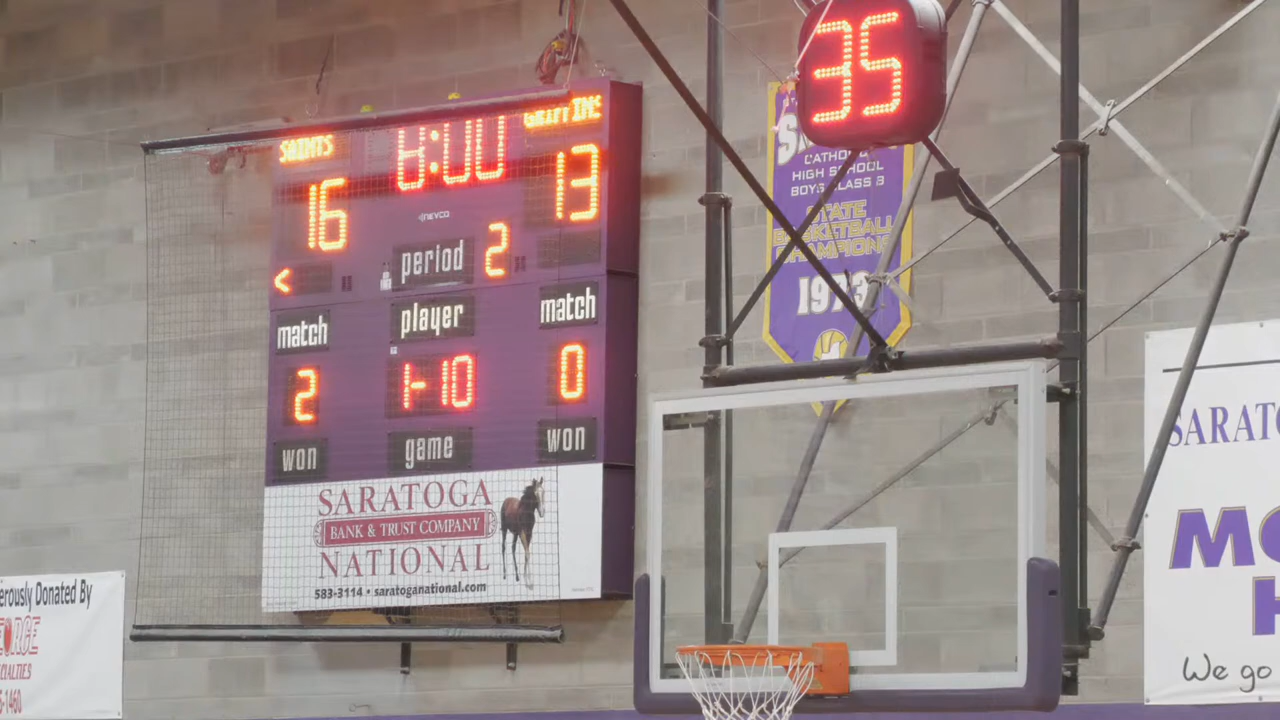 35
SAINTS
8:00
16
13
NEVCO
period
2
<
match
player
match
2
1-10
0
won
game
won
SARATOGA
BANK & TRUST COMPANY
NATIONAL
583-3114 • saratoganational.com
CATHOLIC
HIGH SCHOOL
BOYS CLASS B
STATE
BASKETBALL
CHAMPIONS
1973
erously Donated By
SARATO
We go